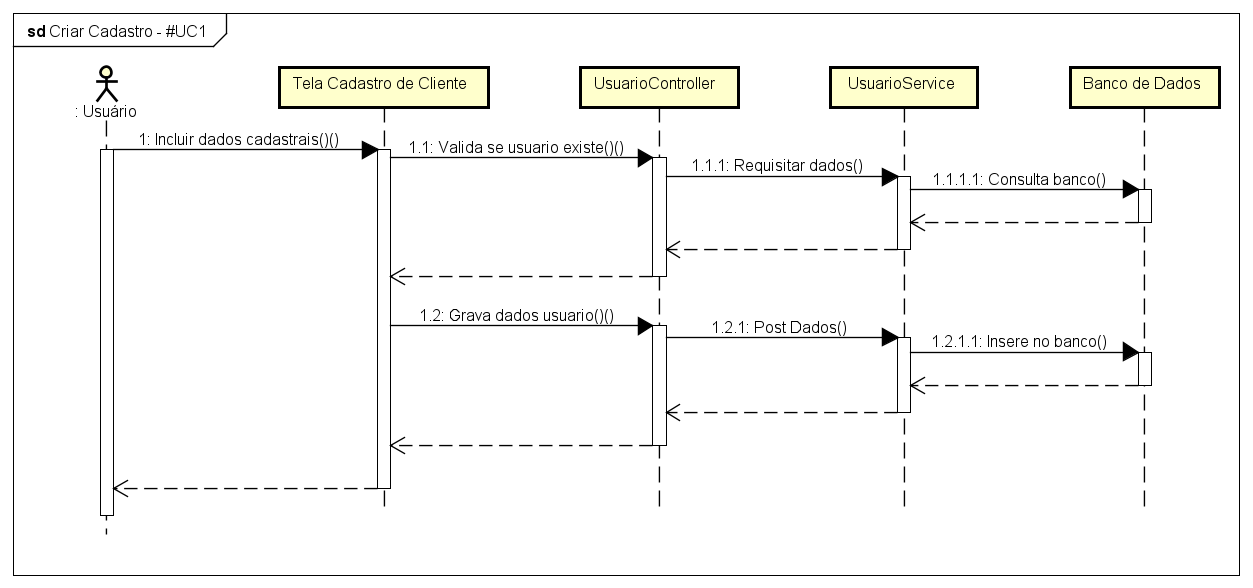 sd Criar Cadastro - #UC1
: Usuário
Tela Cadastro de Cliente
UsuarioController
UsuarioService
Banco de Dados
1: Incluir dados cadastrais()()
1.1: Valida se usuario existe()()
1.1.1: Requisitar dados()
1.1.1.1: Consulta banco()
1.2: Grava dados usuario()()
1.2.1: Post Dados()
1.2.1.1: Insere no banco()